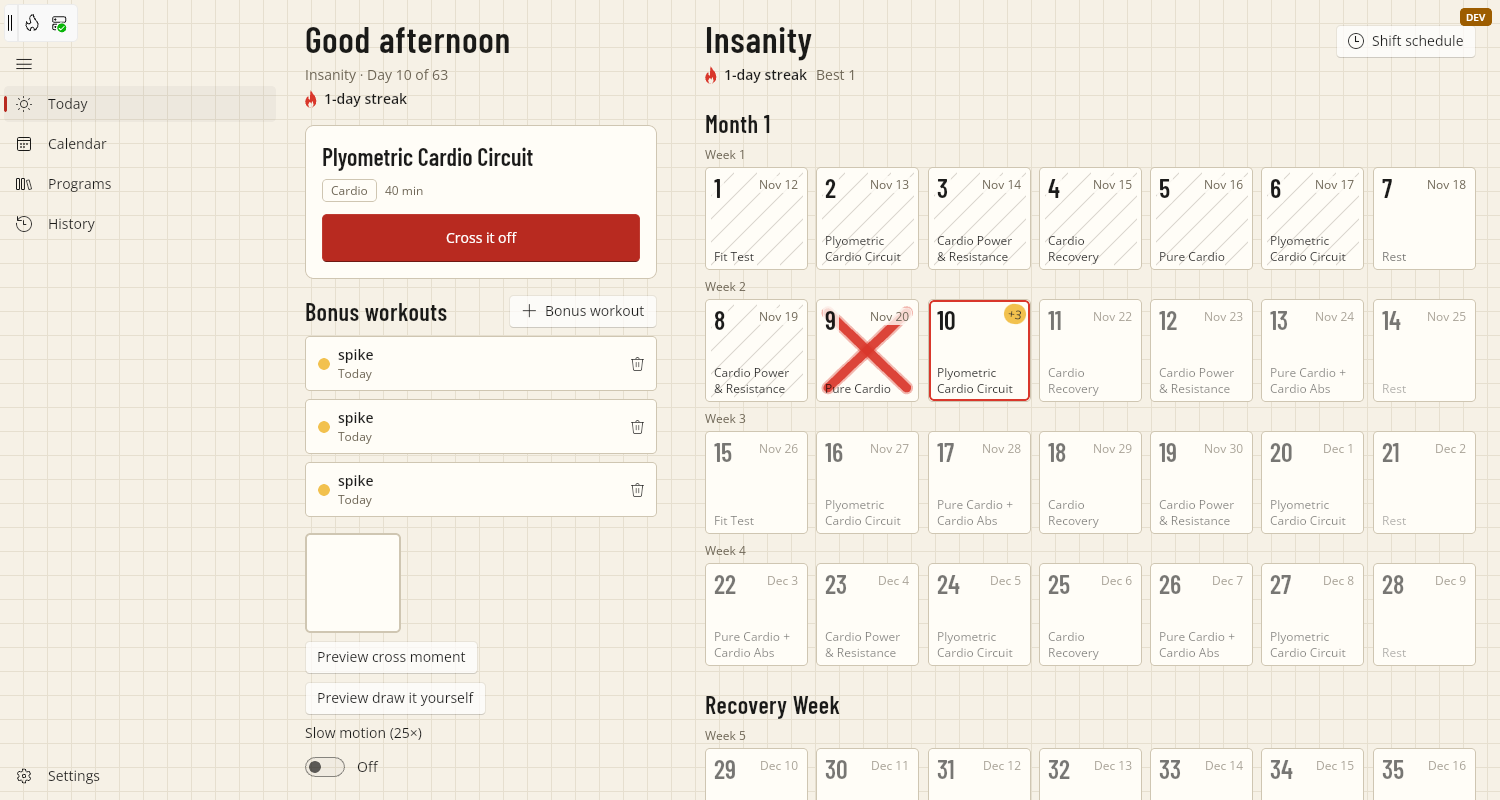 DEV
Today
Calendar
Programs
History
Settings
Good afternoon
Insanity · Day 10 of 63
1-day streak
Plyometric Cardio Circuit
Cardio 40 min
Cross it off
Bonus workouts
Bonus workout
spike
Today
spike
Today
spike
Today
Preview cross moment
Preview draw it yourself
Slow motion (25×)
Off
Insanity
Shift schedule
1-day streak Best 1
Month 1
Week 1
1 Nov 12
Fit Test
2 Nov 13
Plyometric
Cardio Circuit
3 Nov 14
Cardio Power
& Resistance
4 Nov 15
Cardio
Recovery
5 Nov 16
Pure Cardio
6 Nov 17
Plyometric
Cardio Circuit
7 Nov 18
Rest
Week 2
8 Nov 19
Cardio Power
& Resistance
9 Nov 20
Pure Cardio
10 +3
Plyometric
Cardio Circuit
11 Nov 22
Cardio
Recovery
12 Nov 23
Cardio Power
& Resistance
13 Nov 24
Pure Cardio +
Cardio Abs
14 Nov 25
Rest
Week 3
15 Nov 26
Fit Test
16 Nov 27
Plyometric
Cardio Circuit
17 Nov 28
Pure Cardio +
Cardio Abs
18 Nov 29
Cardio
Recovery
19 Nov 30
Cardio Power
& Resistance
20 Dec 1
Plyometric
Cardio Circuit
21 Dec 2
Rest
Week 4
22 Dec 3
Pure Cardio +
Cardio Abs
23 Dec 4
Cardio Power
& Resistance
24 Dec 5
Plyometric
Cardio Circuit
25 Dec 6
Cardio
Recovery
26 Dec 7
Pure Cardio +
Cardio Abs
27 Dec 8
Plyometric
Cardio Circuit
28 Dec 9
Rest
Recovery Week
Week 5
29 Dec 10
30 Dec 11
31 Dec 12
32 Dec 13
33 Dec 14
34 Dec 15
35 Dec 16